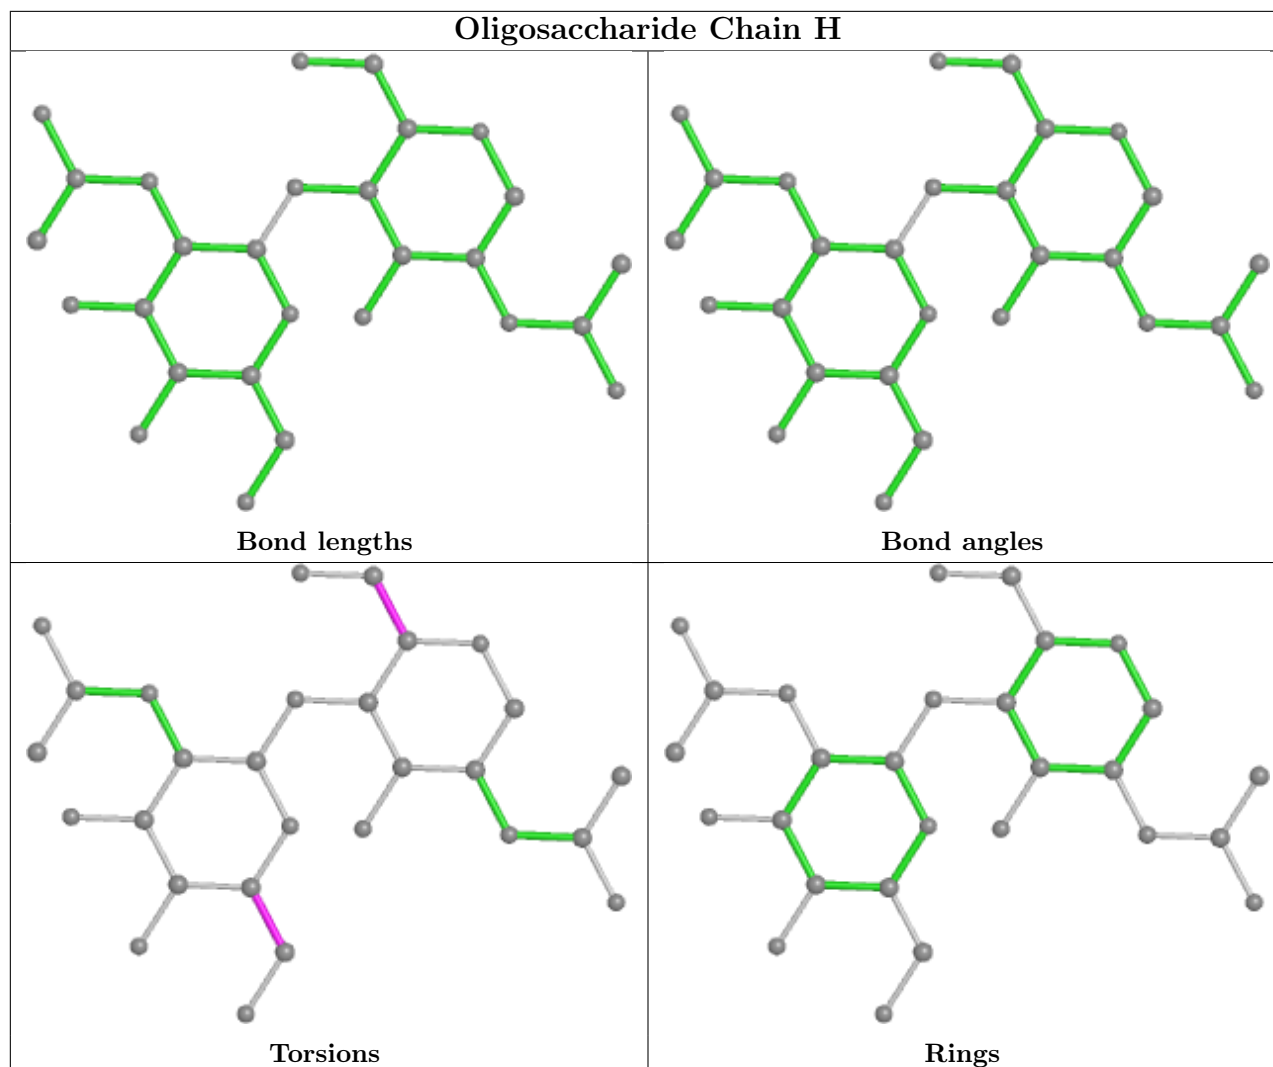 Oligosaccharide Chain H
Bond lengths
Bond angles
Torsions
Rings